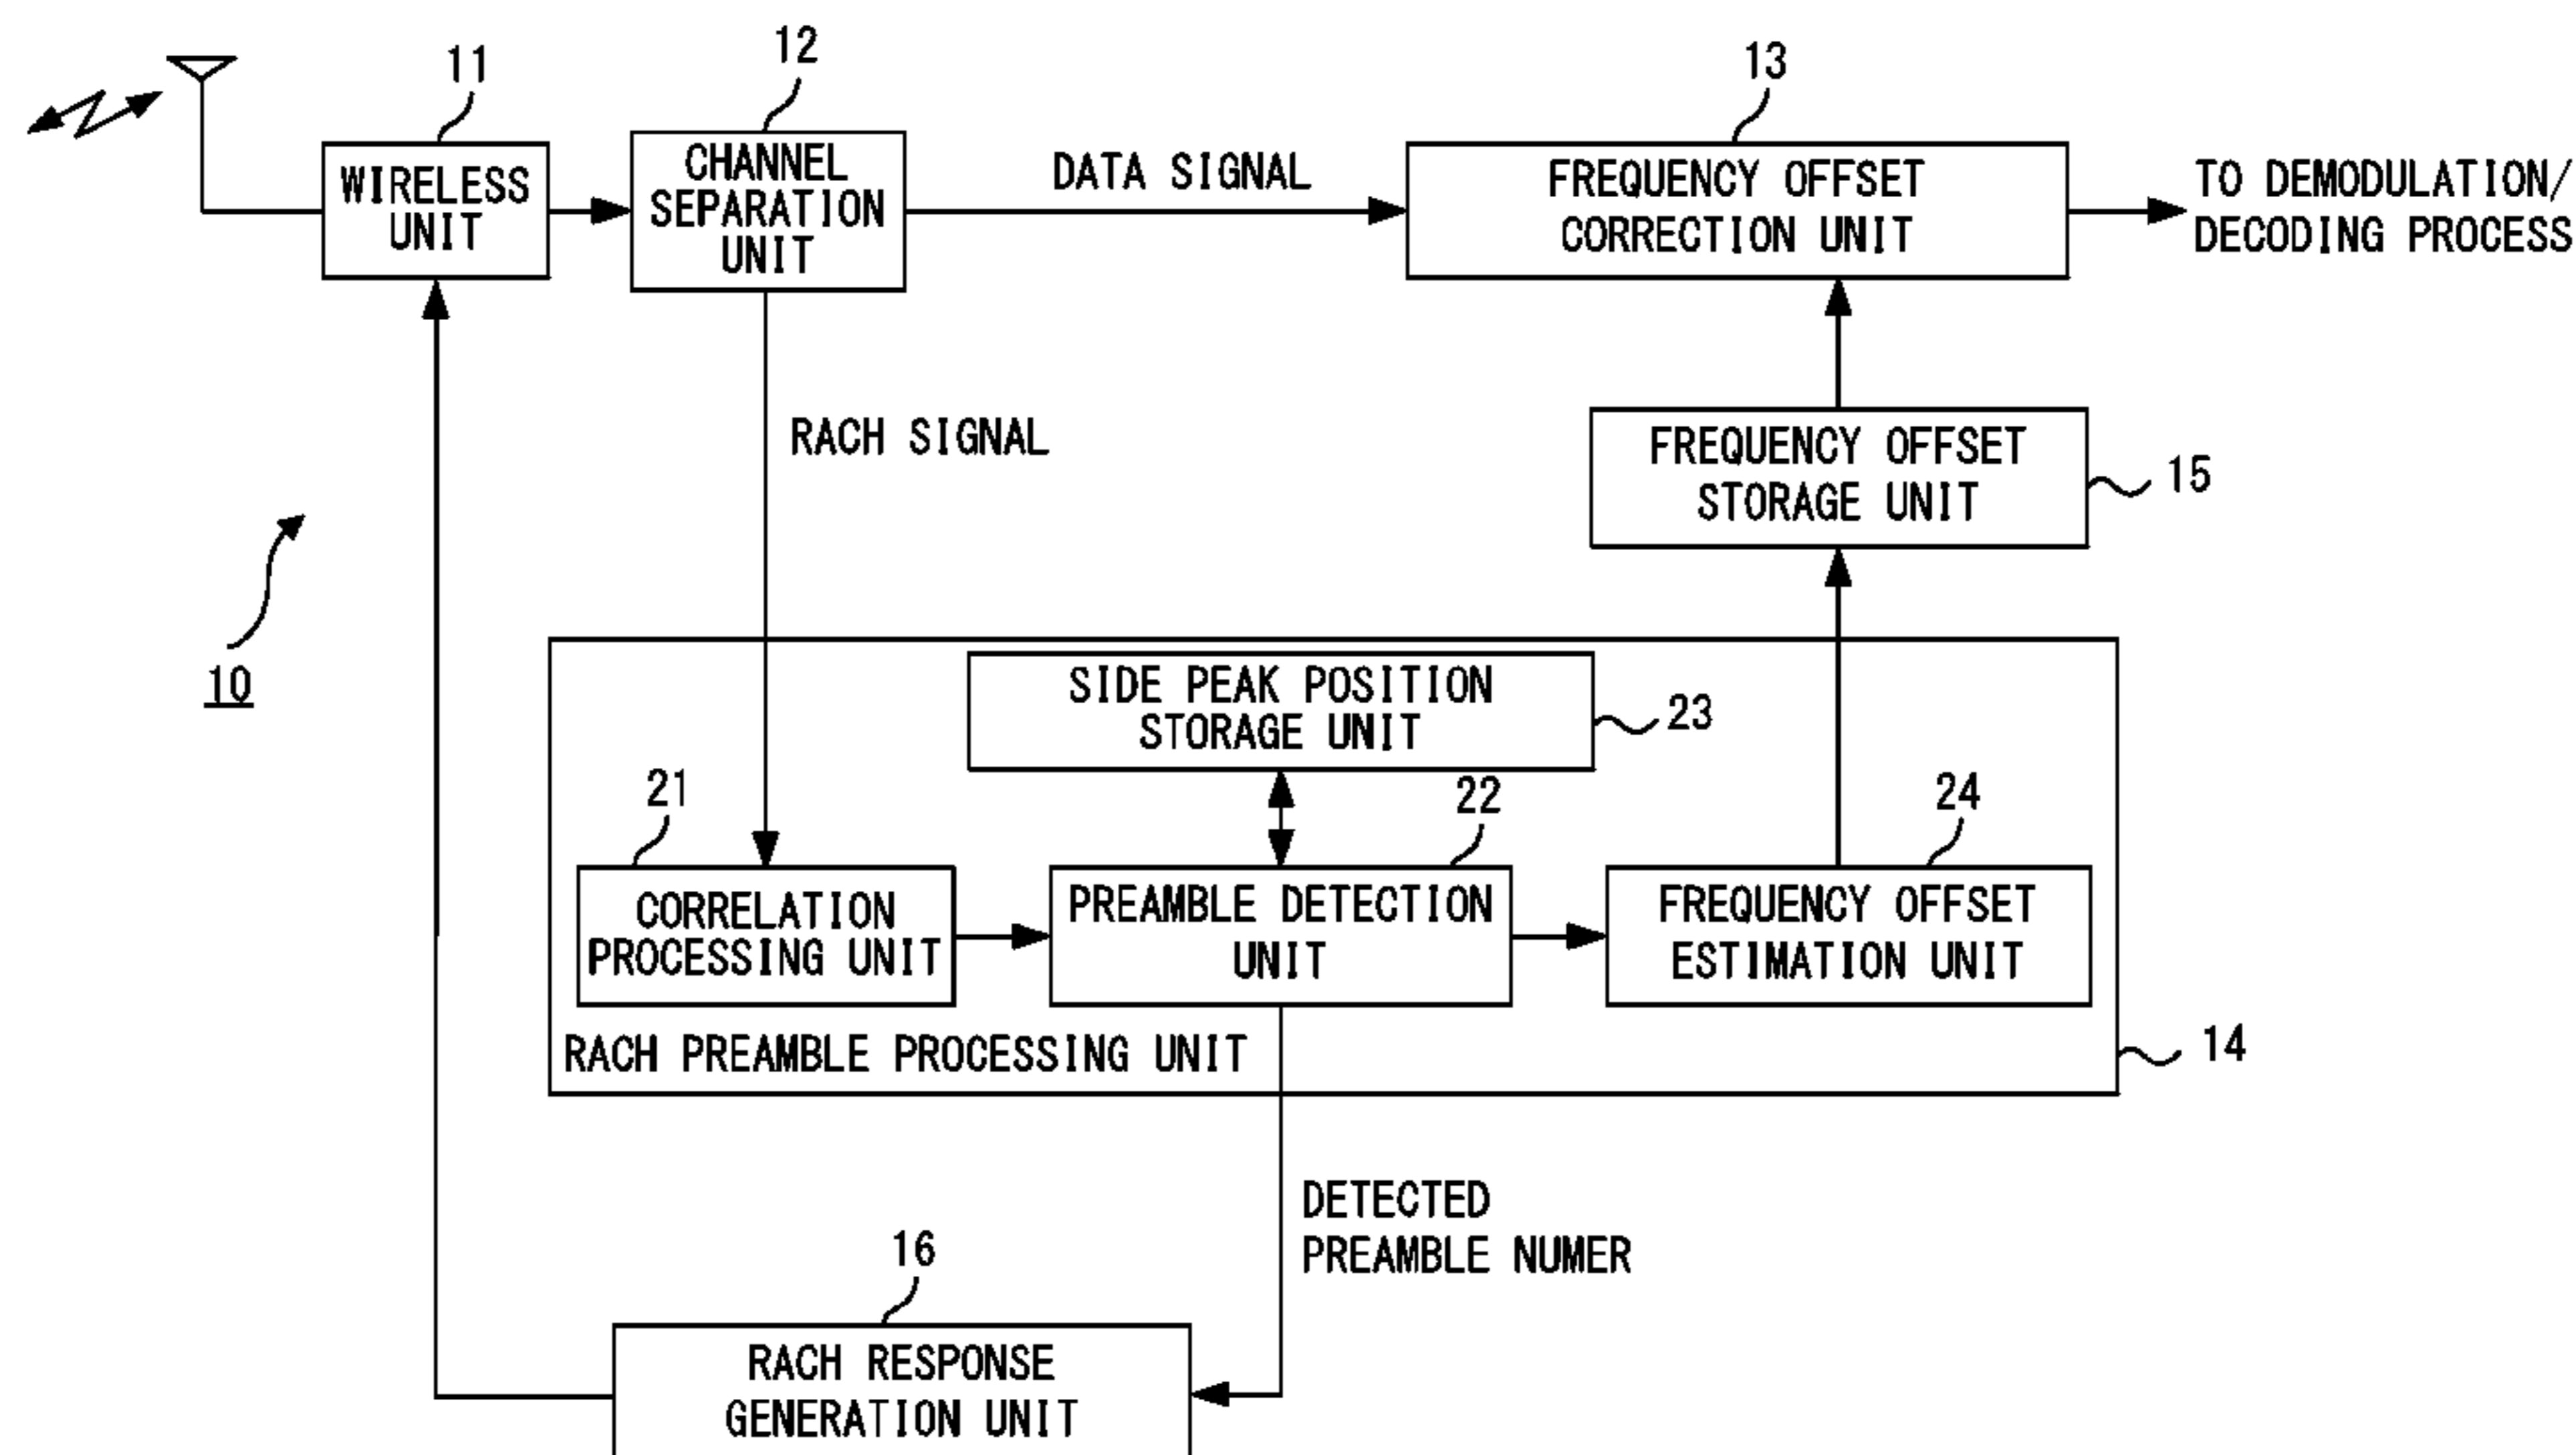 11
12
13
WIRELESS
UNIT
CHANNEL
SEPARATION
UNIT
DATA SIGNAL
FREQUENCY OFFSET
CORRECTION UNIT
TO DEMODULATION/
DECODING PROCESS
RACH SIGNAL
FREQUENCY OFFSET
STORAGE UNIT
15
10
SIDE PEAK POSITION
STORAGE UNIT
23
21
22
24
CORRELATION
PROCESSING UNIT
PREAMBLE DETECTION
UNIT
FREQUENCY OFFSET
ESTIMATION UNIT
RACH PREAMBLE PROCESSING UNIT
14
DETECTED
PREAMBLE NUMER
16
RACH RESPONSE
GENERATION UNIT